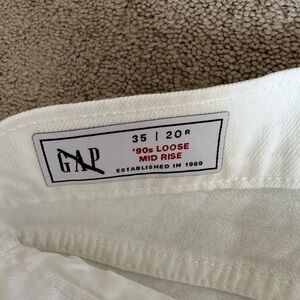 35 | 20R
GAP
'90s LOOSE
MID RISE
ESTABLISHED IN 1969